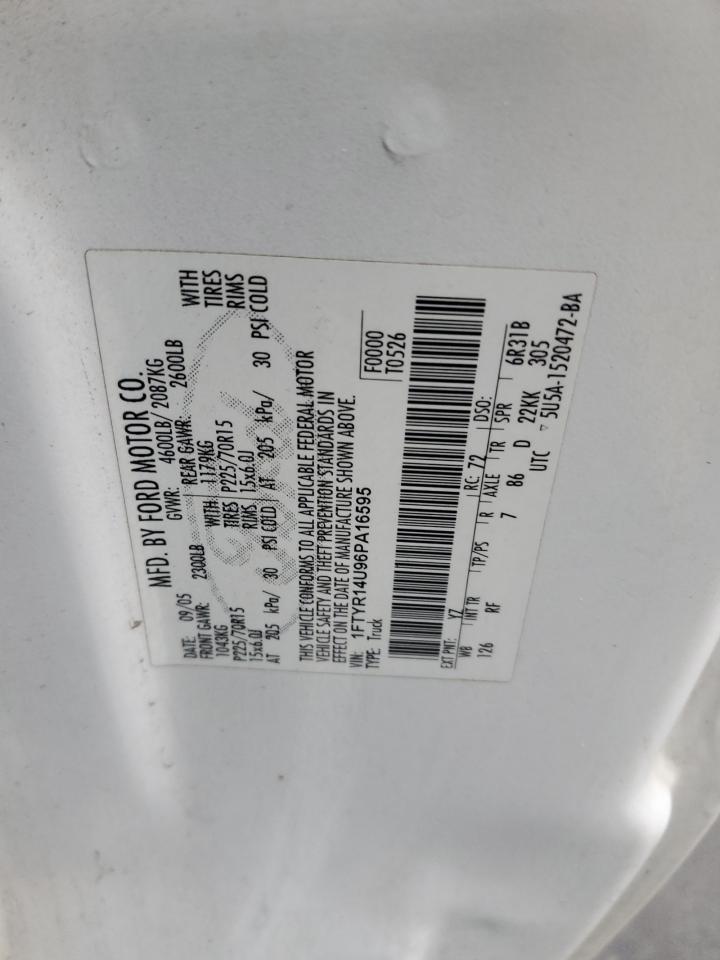 MFD. BY FORD MOTOR CO.
DATE: 09/05 GVWR: 4600LB/ 2087KG
FRONT GAWR: 2300LB REAR GAWR: 2600LB
1043KG WITH 1179KG WITH
P225/70R15 TIRES P225/70R15 TIRES
15x6.0J RIMS 15x6.0J RIMS
AT 205 kPa/ 30 PSI COLD AT 205 kPa/ 30 PSI COLD
THIS VEHICLE CONFORMS TO ALL APPLICABLE FEDERAL MOTOR
VEHICLE SAFETY AND THEFT PREVENTION STANDARDS IN
EFFECT ON THE DATE OF MANUFACTURE SHOWN ABOVE.
VIN: 1FTYR14U96PA16595 F0000
TYPE: Truck T0526
EXT PNT: YZ RC: 72 DSO:
WB INT TR TP/PS R AXLE TR SPR 6R31B
126 RF 7 86 D 22KK 305
UTC ▽ 5U5A-1520472-BA